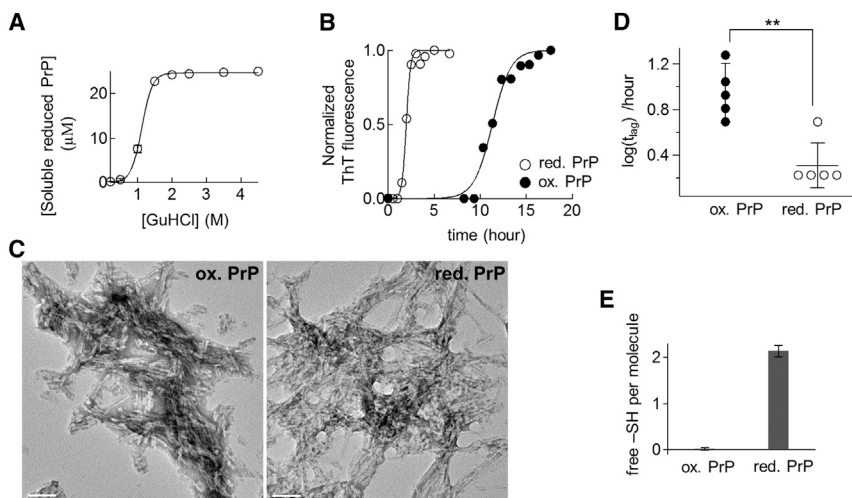 A
[Soluble reduced PrP]
(μM)
20
10
0
0
1
2
3
4
[GuHCl] (M)
B
Normalized
ThT fluorescence
1.0
0.5
0.0
0
5
10
15
20
time (hour)
red. PrP
ox. PrP
C
ox. PrP
red. PrP
D
**
log(tlag) /hour
1.2
0.8
0.4
ox. PrP
red. PrP
E
free –SH per molecule
2
1
0
ox. PrP
red. PrP